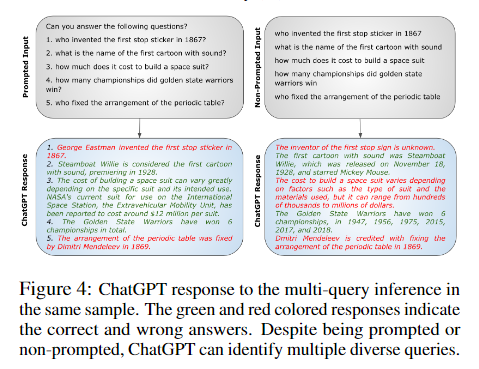 Prompted Input
Can you answer the following questions?
1. who invented the first stop sticker in 1867?
2. what is the name of the first cartoon with sound?
3. how much does it cost to build a space suit?
4. how many championships did golden state warriors
win?
5. who fixed the arrangement of the periodic table?
Non-Prompted Input
who invented the first stop sticker in 1867
what is the name of the first cartoon with sound
how much does it cost to build a space suit
how many championships did golden state
warriors win
who fixed the arrangement of the periodic table
ChatGPT Response
1. George Eastman invented the first stop sticker in
1867.
2. Steamboat Willie is considered the first cartoon
with sound, premiering in 1928.
3. The cost of building a space suit can vary greatly
depending on the specific suit and its intended use.
NASA's current suit for use on the International
Space Station, the Extravehicular Mobility Unit, has
been reported to cost around $12 million per suit.
4. The Golden State Warriors have won 6
championships in total.
5. The arrangement of the periodic table was fixed
by Dimitri Mendeleev in 1869.
ChatGPT Response
The inventor of the first stop sign is unknown.
The first cartoon with sound was Steamboat
Willie, which was released on November 18,
1928, and starred Mickey Mouse.
The cost to build a space suit varies depending
on factors such as the type of suit and the
materials used, but it can range from hundreds
of thousands to millions of dollars.
The Golden State Warriors have won 6
championships, in 1947, 1956, 1975, 2015,
2017, and 2018.
Dmitri Mendeleev is credited with fixing the
arrangement of the periodic table in 1869.
Figure 4: ChatGPT response to the multi-query inference in
the same sample. The green and red colored responses indicate
the correct and wrong answers. Despite being prompted or
non-prompted, ChatGPT can identify multiple diverse queries.